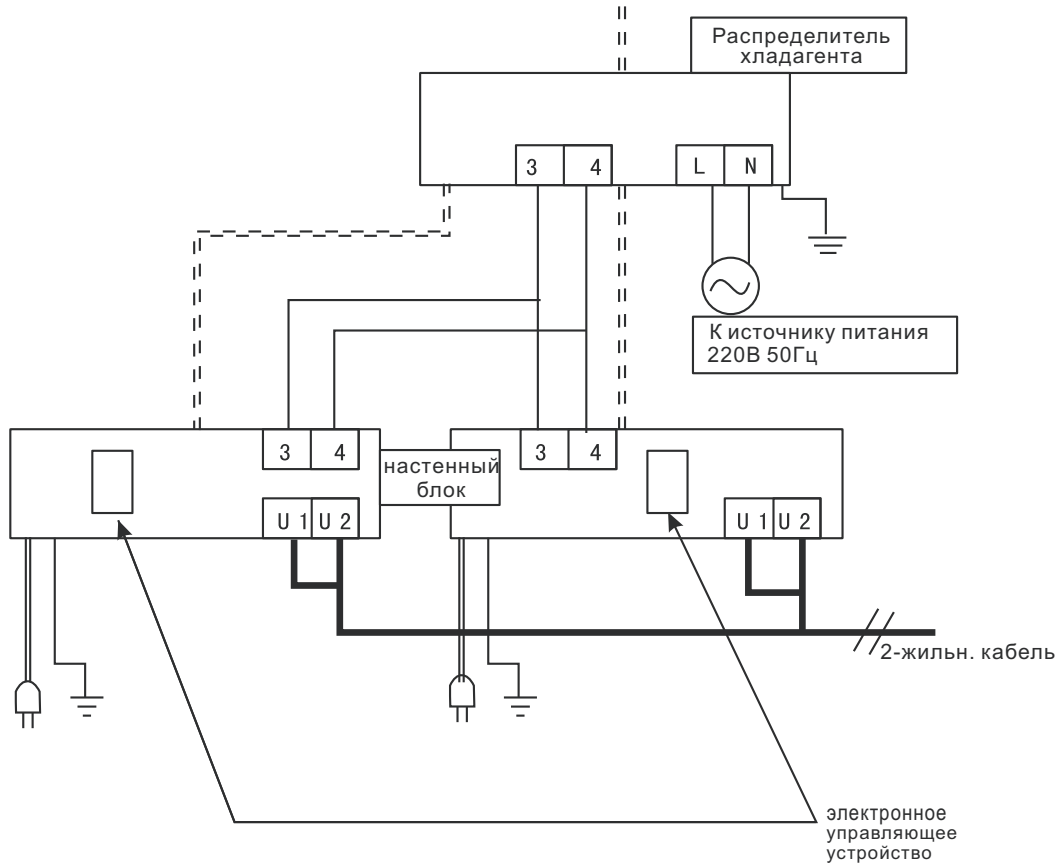 Распределитель
хладагента
3 4 L N
К источнику питания
220В 50Гц
3 4
настенный
блок
3 4
U 1 U 2
U 1 U 2
2-жильн. кабель
электронное
управляющее
устройство